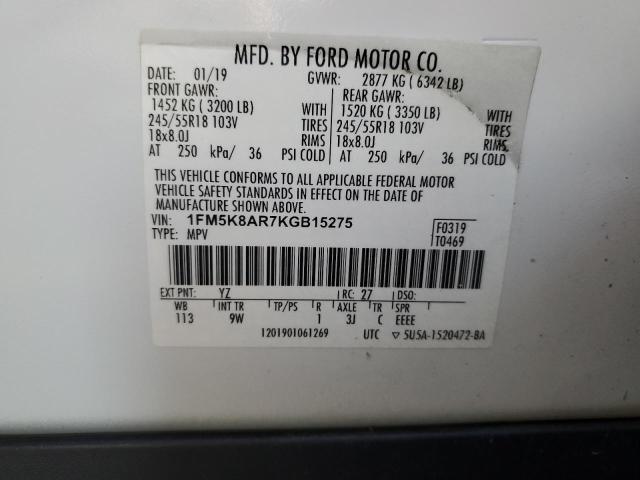 MFD. BY FORD MOTOR CO.
DATE: 01/19 GVWR: 2877 KG ( 6342 LB)
FRONT GAWR: REAR GAWR:
1452 KG ( 3200 LB) WITH 1520 KG ( 3350 LB) WITH
245/55R18 103V TIRES 245/55R18 103V TIRES
18x8.0J RIMS 18x8.0J RIMS
AT 250 kPa/ 36 PSI COLD AT 250 kPa/ 36 PSI COLD
THIS VEHICLE CONFORMS TO ALL APPLICABLE FEDERAL MOTOR
VEHICLE SAFETY STANDARDS IN EFFECT ON THE DATE OF
MANUFACTURE SHOWN ABOVE.
VIN: 1FM5K8AR7KGB15275 F0319
TYPE: MPV T0469
EXT PNT: YZ RC: 27 DSO:
WB INT TR TP/PS R AXLE TR SPR
113 9W 1 3J C EEEE
1201901061269 UTC ▽ 5U5A-1520472-BA